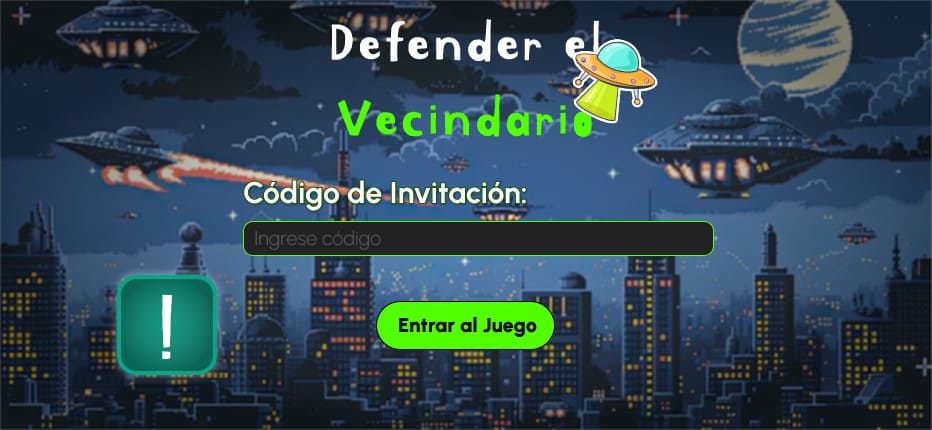 Defender el
Vecindario
Código de Invitación:
Ingrese código
!
Entrar al Juego